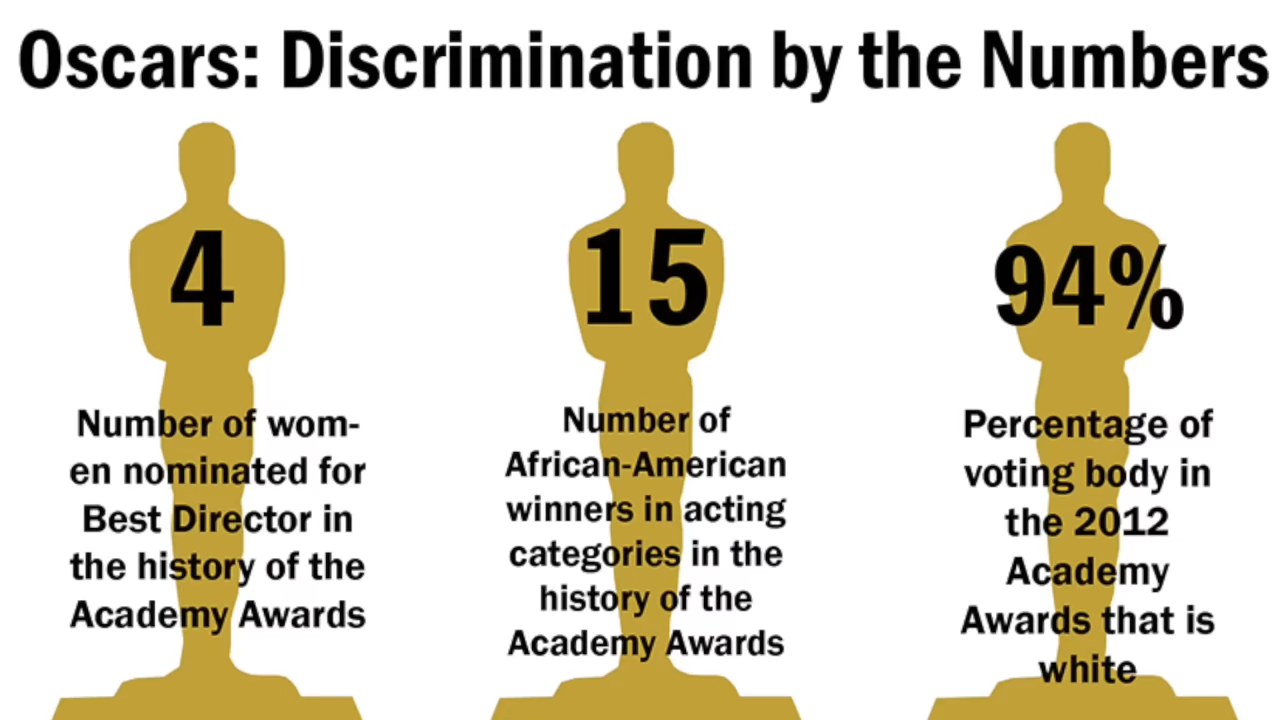 Oscars: Discrimination by the Numbers
4
Number of wom-
en nominated for
Best Director in
the history of the
Academy Awards
15
Number of
African-American
winners in acting
categories in the
history of the
Academy Awards
94%
Percentage of
voting body in
the 2012
Academy
Awards that is
white